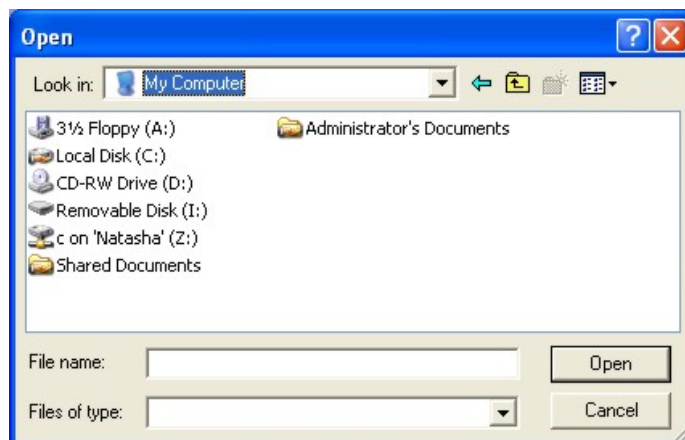 Open
Look in: My Computer
3½ Floppy (A:)
Local Disk (C:)
CD-RW Drive (D:)
Removable Disk (I:)
c on 'Natasha' (Z:)
Shared Documents
Administrator's Documents
File name:
Open
Files of type:
Cancel